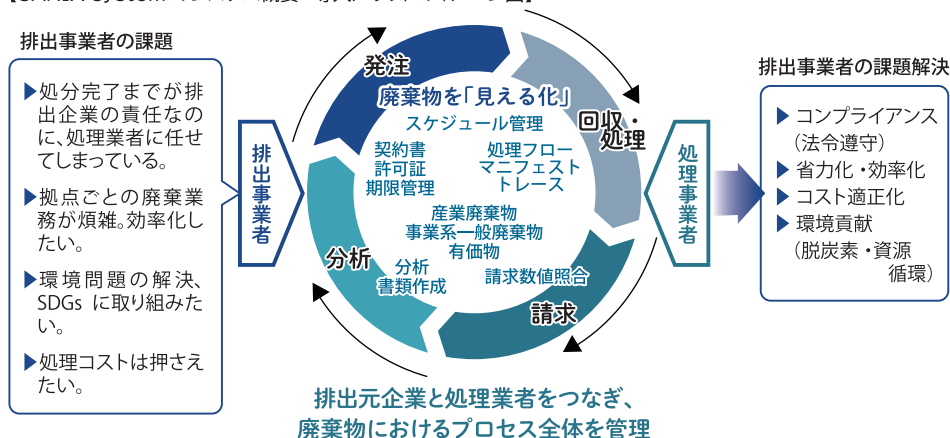 排出事業者の課題
▶処分完了までが排
出企業の責任なの
に、処理業者に任せ
てしまっている。
▶拠点ごとの廃棄業
務が煩雑。効率化し
たい。
▶環境問題の解決、
SDGs に取り組みた
い。
▶処理コストは押さえ
たい。
排出事業者
発注
廃棄物を「見える化」
スケジュール管理
契約書
許可証
期限管理
処理フロー
マニフェスト
トレース
産業廃棄物
事業系一般廃棄物
有価物
分析
書類作成
請求数値照合
回収・
処理
請求
分析
処理事業者
排出元企業と処理業者をつなぎ、
廃棄物におけるプロセス全体を管理
排出事業者の課題解決
▶ コンプライアンス
（法令遵守）
▶ 省力化・効率化
▶ コスト適正化
▶ 環境貢献
（脱炭素・資源
循環）